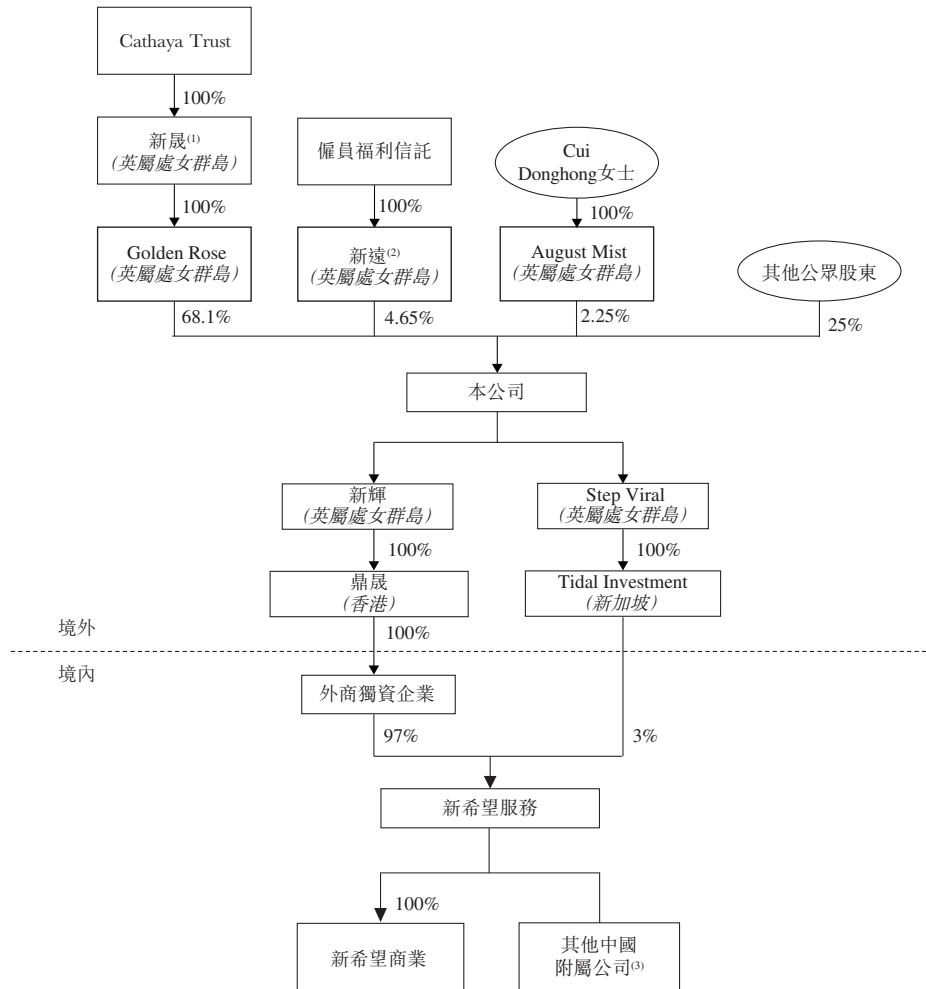 Cathaya Trust
100%
新晟(1)
(英屬處女群島)
僱員福利信託
Cui
Donghong女士
100%
100%
100%
Golden Rose
(英屬處女群島)
新遠(2)
(英屬處女群島)
August Mist
(英屬處女群島)
其他公眾股東
68.1%
4.65%
2.25%
25%
本公司
新輝
(英屬處女群島)
Step Viral
(英屬處女群島)
100%
100%
鼎晟
(香港)
Tidal Investment
(新加坡)
境外
100%
境內
外商獨資企業
97%
3%
新希望服務
100%
新希望商業
其他中國
附屬公司(3)